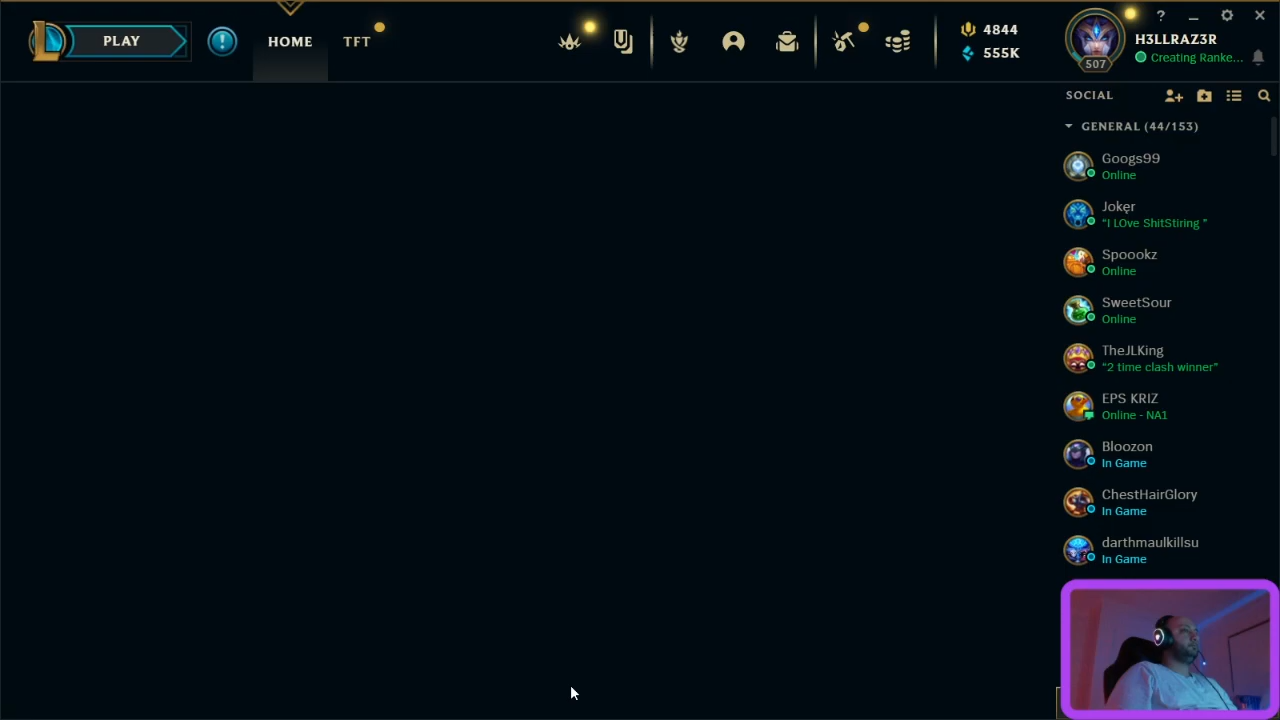 PLAY
HOME
TFT
4844
555K
507
?
H3LLRAZ3R
Creating Ranke...
SOCIAL
GENERAL (44/153)
Googs99
Online
Jokęr
"I LOve ShitStiring "
Spoookz
Online
SweetSour
Online
TheJLKing
"2 time clash winner"
EPS KRIZ
Online - NA1
Bloozon
In Game
ChestHairGlory
In Game
darthmaulkillsu
In Game